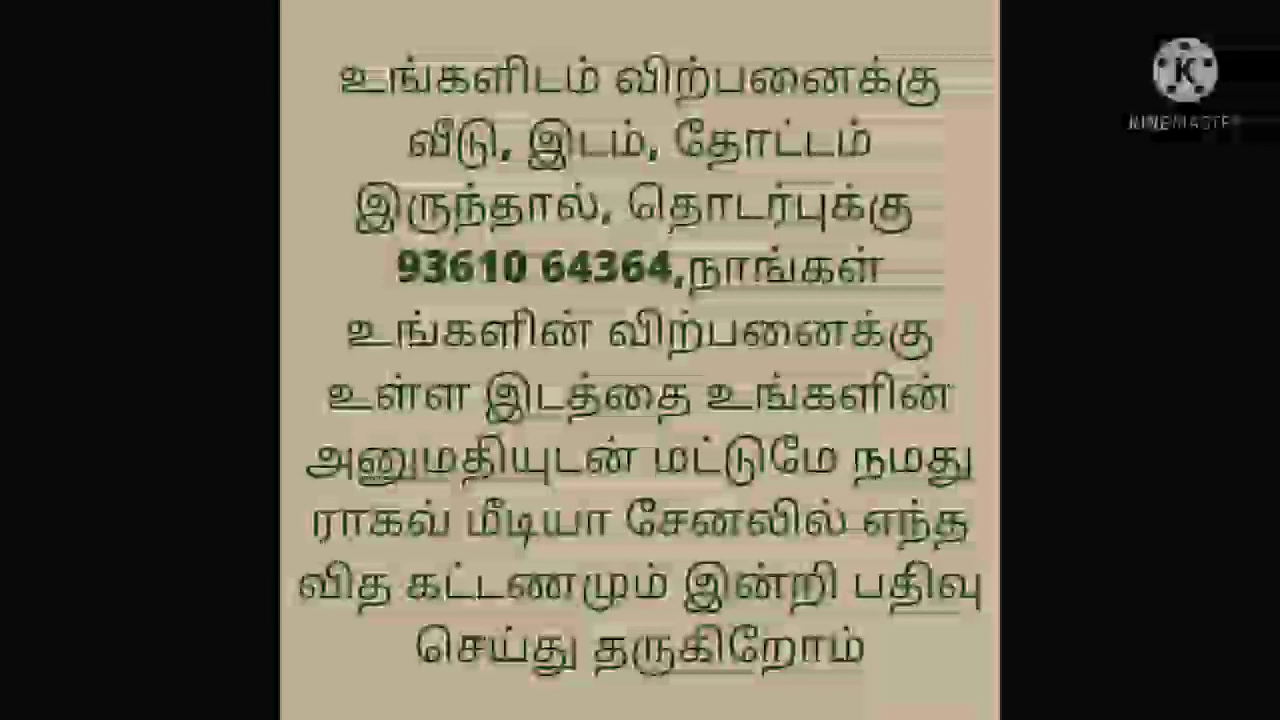 உங்களிடம் விற்பனைக்கு
வீடு, இடம், தோட்டம்
இருந்தால், தொடர்புக்கு
93610 64364,நாங்கள்
உங்களின் விற்பனைக்கு
உள்ள இடத்தை உங்களின்
அனுமதியுடன் மட்டுமே நமது
ராகவ் மீடியா சேனலில் எந்த
வித கட்டணமும் இன்றி பதிவு
செய்து தருகிறோம்
K
KINEMASTER